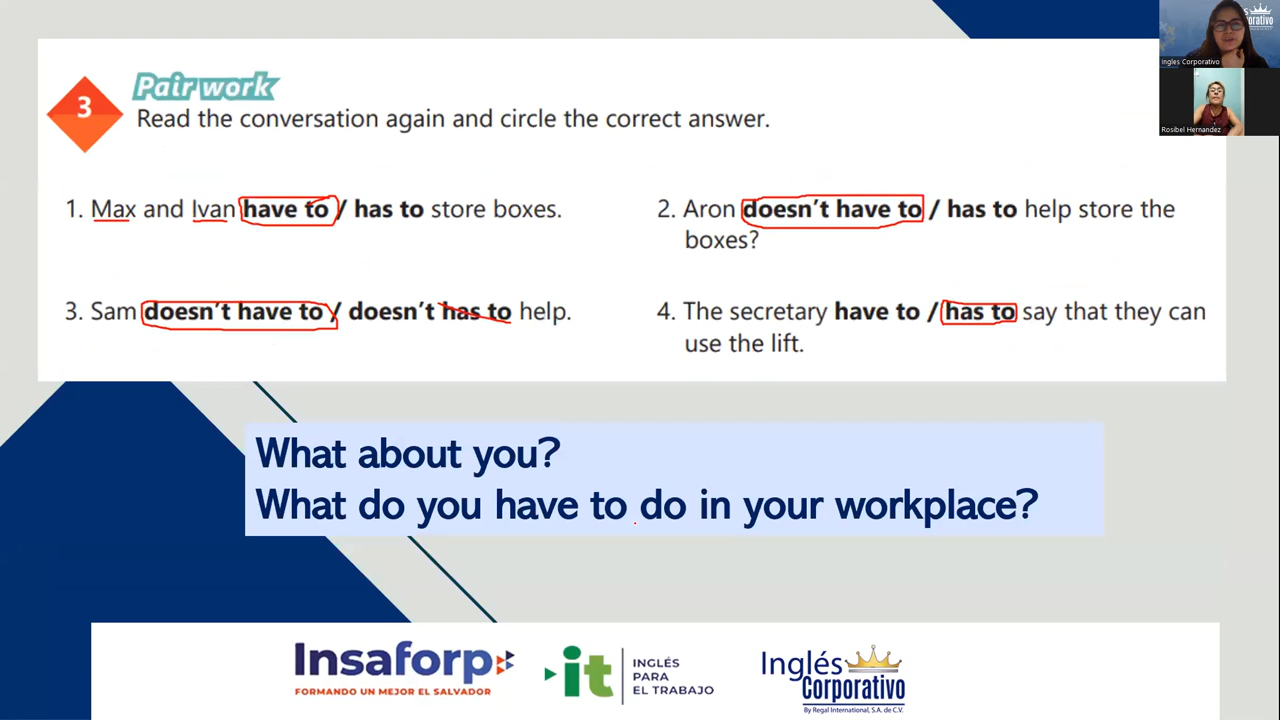 Pair work
3
Read the conversation again and circle the correct answer.
1. Max and Ivan have to / has to store boxes.
2. Aron doesn't have to / has to help store the
boxes?
3. Sam doesn't have to / doesn't has to help.
4. The secretary have to / has to say that they can
use the lift.
What about you?
What do you have to do in your workplace?
Insaforp
FORMANDO UN MEJOR EL SALVADOR
it
INGLÉS
PARA
EL TRABAJO
Inglés
Corporativo
By Regal International, S.A. de C.V.
Corporativo
Ingles Corporativo
Rosibel Hernandez